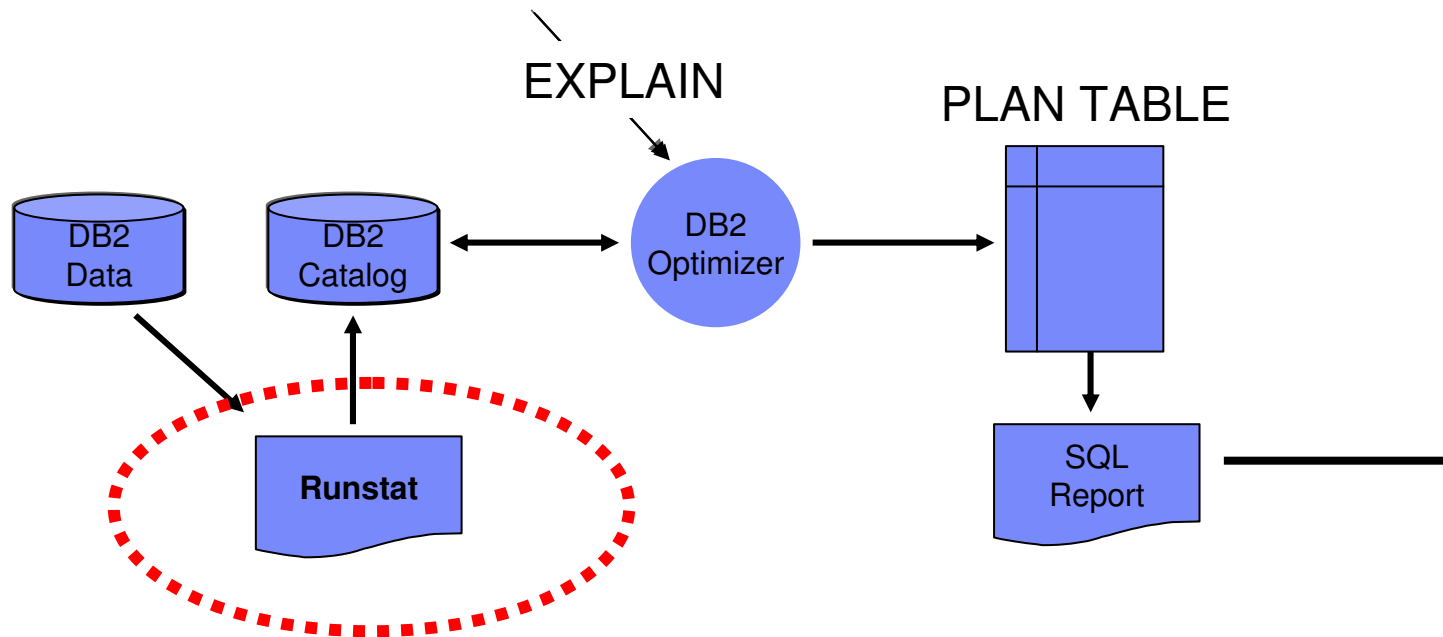 EXPLAIN
PLAN TABLE
DB2
Data
DB2
Catalog
DB2
Optimizer
Runstat
SQL
Report